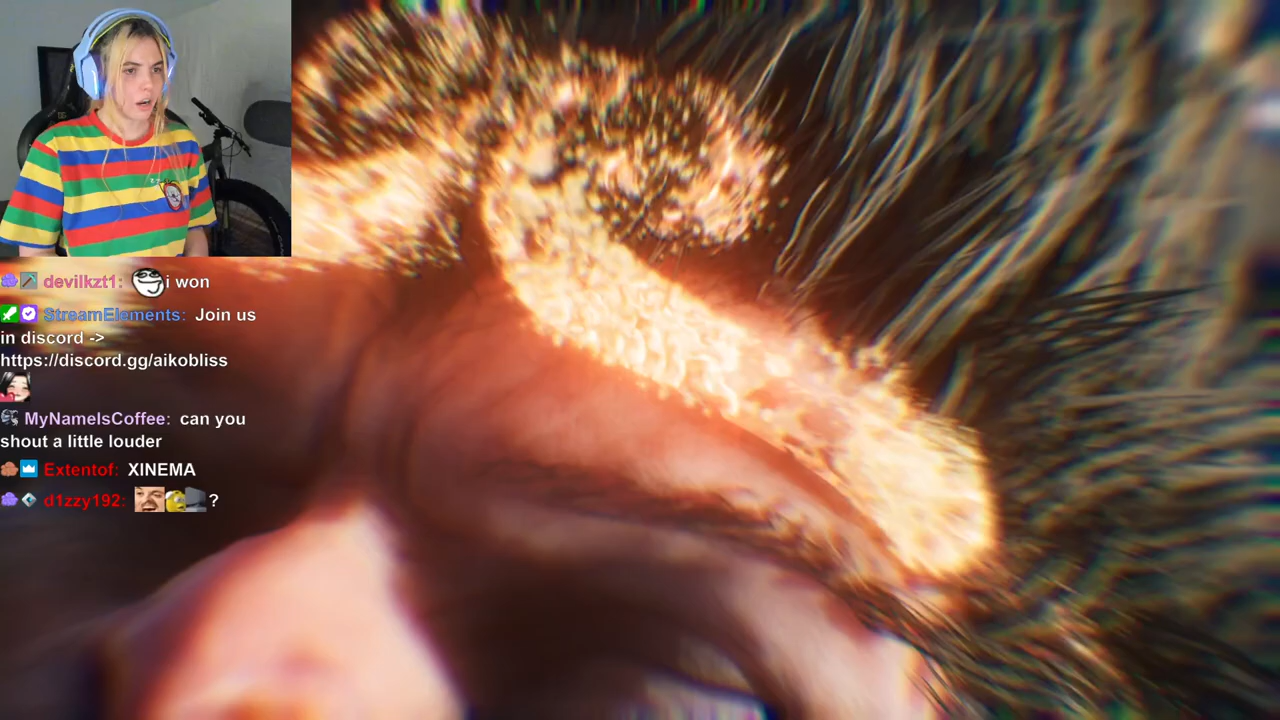 devilkzt1: i won
StreamElements: Join us
in discord ->
https://discord.gg/aikobliss
MyNameIsCoffee: can you
shout a little louder
Extentof: XINEMA
d1zzy192: ?